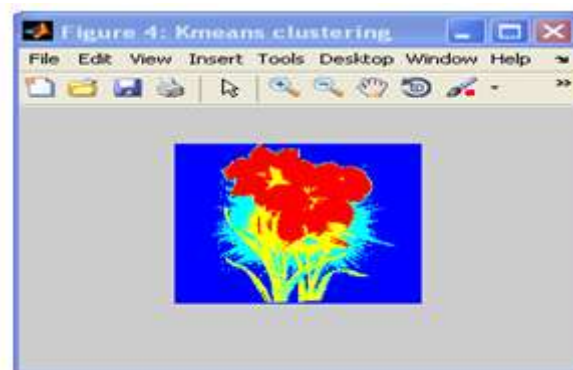 Figure 4: Kmeans clustering
File Edit View Insert Tools Desktop Window Help